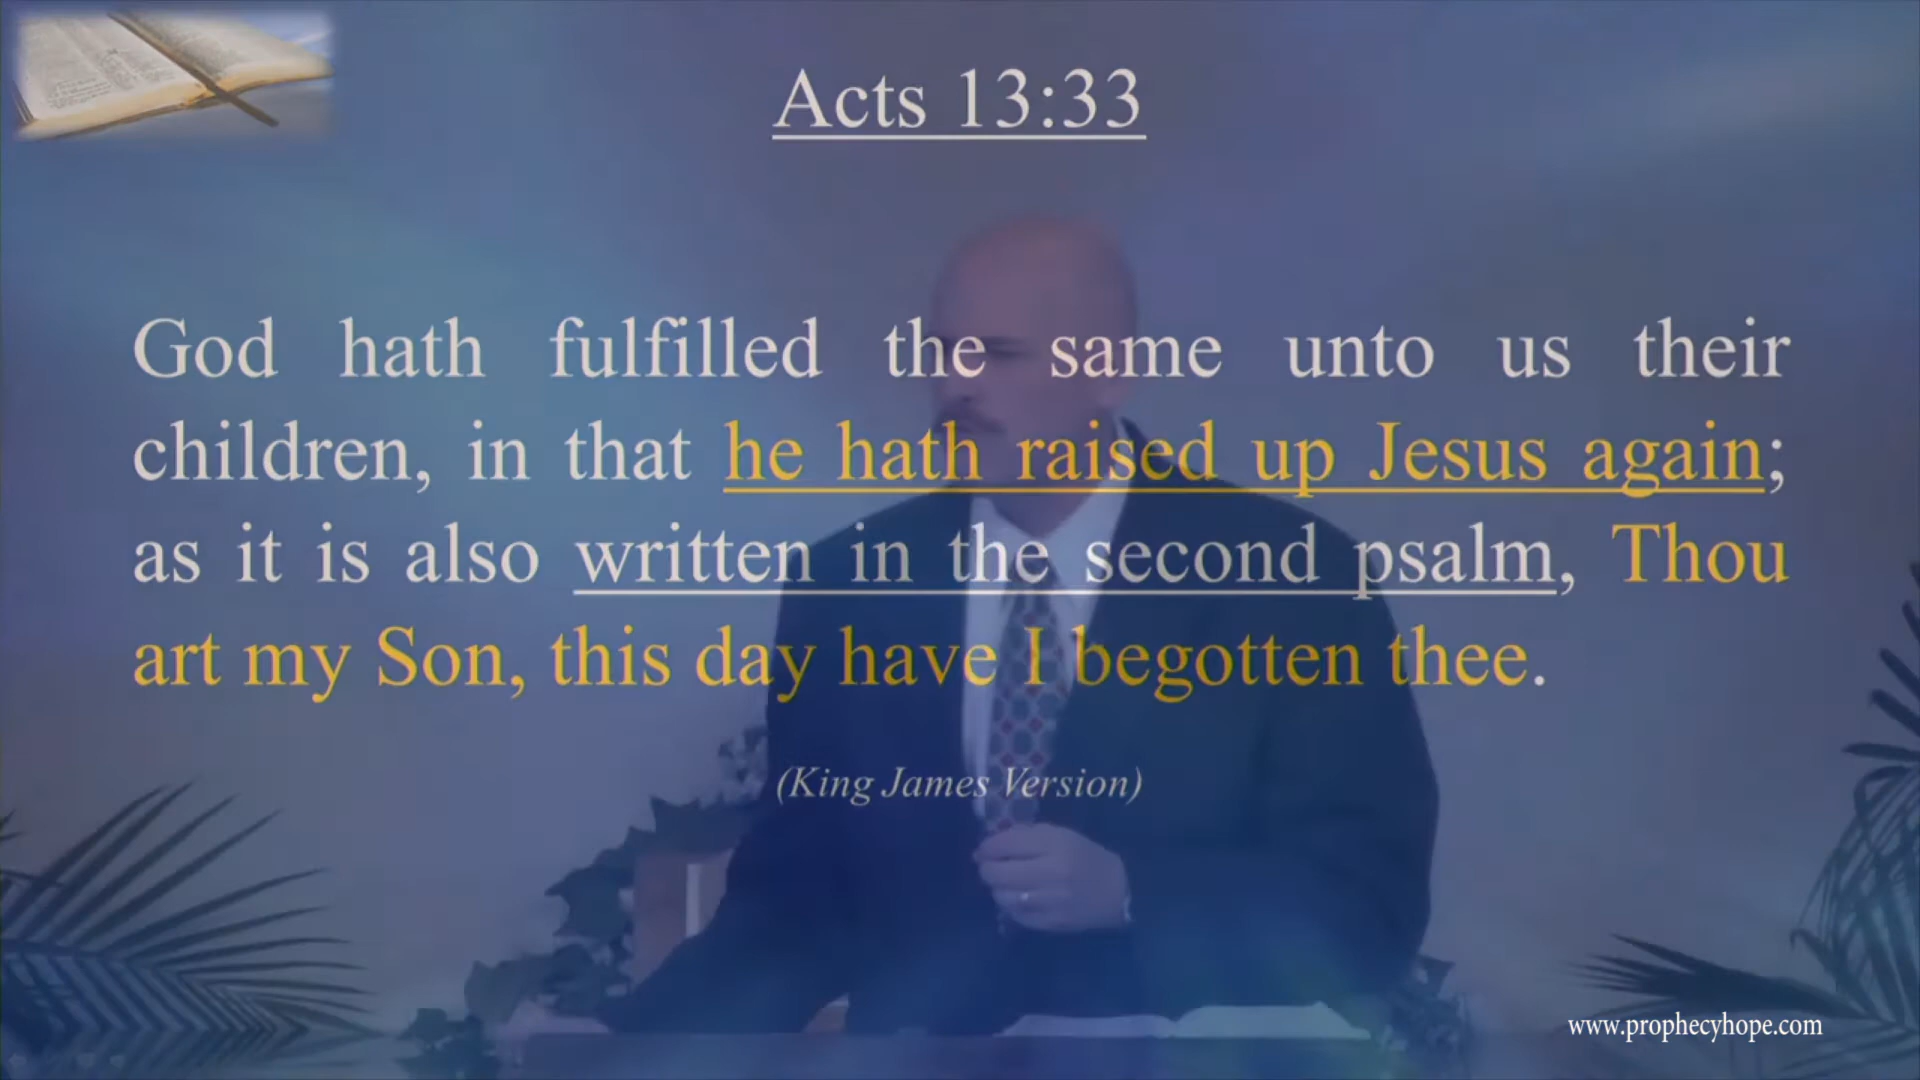 Acts 13:33
God hath fulfilled the same unto us their
children, in that he hath raised up Jesus again;
as it is also written in the second psalm, Thou
art my Son, this day have I begotten thee.
(King James Version)
www.prophecyhope.com